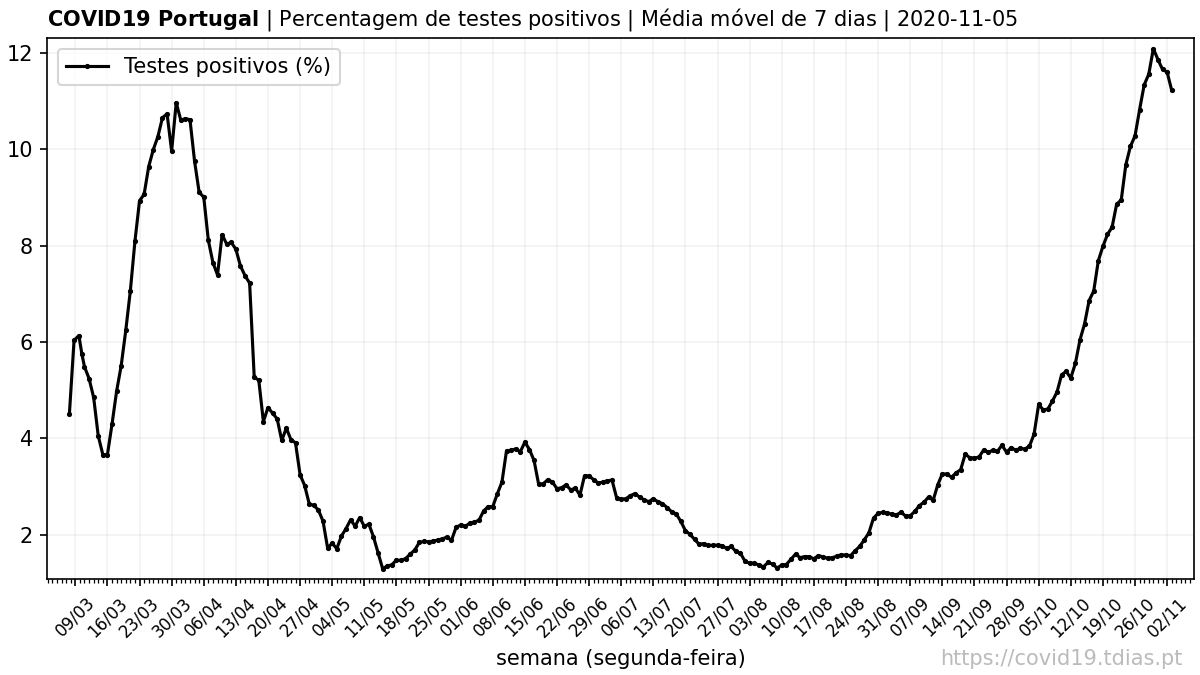 COVID19 Portugal | Percentagem de testes positivos | Média móvel de 7 dias | 2020-11-05
Testes positivos (%)
12
10
8
6
4
2
09/03 16/03 23/03 30/03 06/04 13/04 20/04 27/04 04/05 11/05 18/05 25/05 01/06 08/06 15/06 22/06 29/06 06/07 13/07 20/07 27/07 03/08 10/08 17/08 24/08 31/08 07/09 14/09 21/09 28/09 05/10 12/10 19/10 26/10 02/11
semana (segunda-feira)
https://covid19.tdias.pt